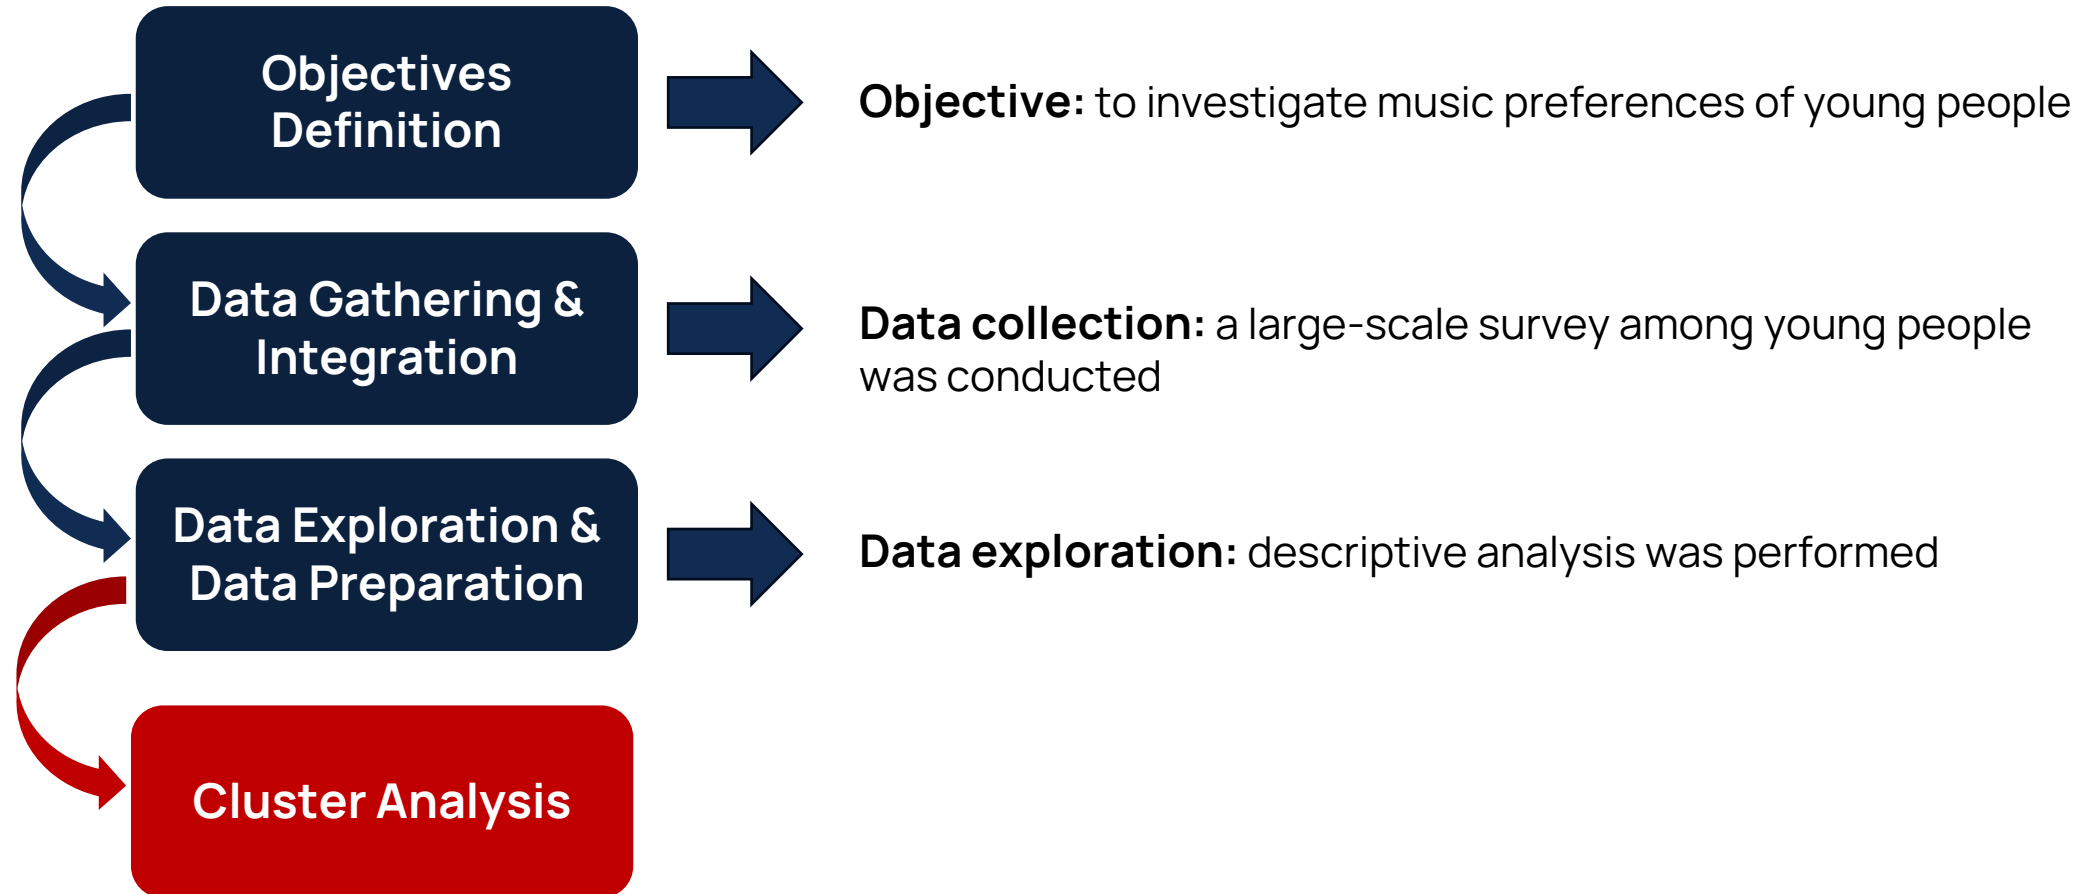 Objectives
Definition
Objective: to investigate music preferences of young people
Data Gathering &
Integration
Data collection: a large-scale survey among young people
was conducted
Data Exploration &
Data Preparation
Data exploration: descriptive analysis was performed
Cluster Analysis